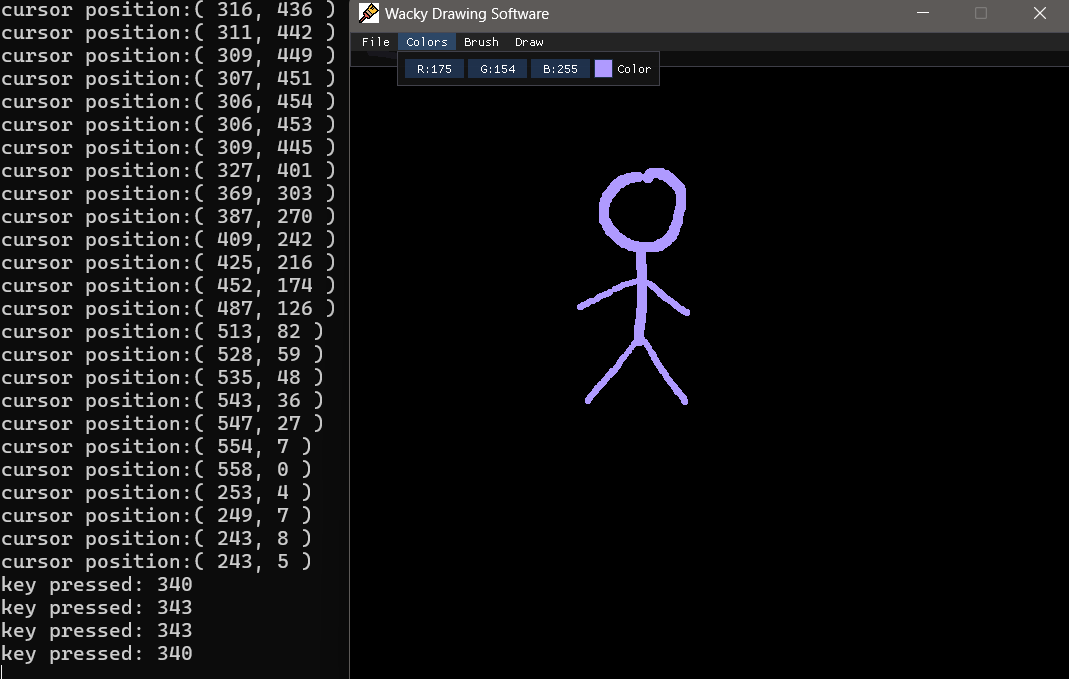 cursor position:( 316, 436 )
cursor position:( 311, 442 )
cursor position:( 309, 449 )
cursor position:( 307, 451 )
cursor position:( 306, 454 )
cursor position:( 306, 453 )
cursor position:( 309, 445 )
cursor position:( 327, 401 )
cursor position:( 369, 303 )
cursor position:( 387, 270 )
cursor position:( 409, 242 )
cursor position:( 425, 216 )
cursor position:( 452, 174 )
cursor position:( 487, 126 )
cursor position:( 513, 82 )
cursor position:( 528, 59 )
cursor position:( 535, 48 )
cursor position:( 543, 36 )
cursor position:( 547, 27 )
cursor position:( 554, 7 )
cursor position:( 558, 0 )
cursor position:( 253, 4 )
cursor position:( 249, 7 )
cursor position:( 243, 8 )
cursor position:( 243, 5 )
key pressed: 340
key pressed: 343
key pressed: 343
key pressed: 340
Wacky Drawing Software
File Colors Brush Draw
R:175 G:154 B:255 Color